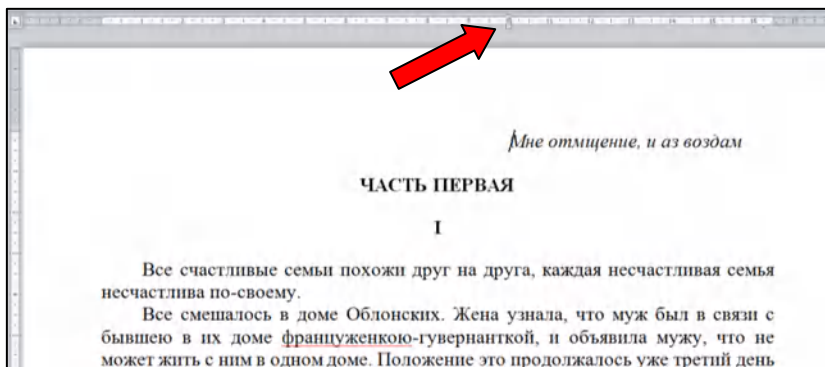 Мне отмщение, и аз воздам
ЧАСТЬ ПЕРВАЯ
I
Все счастливые семьи похожи друг на друга, каждая несчастливая семья
несчастлива по-своему.
Все смешалось в доме Облонских. Жена узнала, что муж был в связи с
бывшею в их доме француженкою-гувернанткой, и объявила мужу, что не
может жить с ним в одном доме. Положение это продолжалось уже третий день